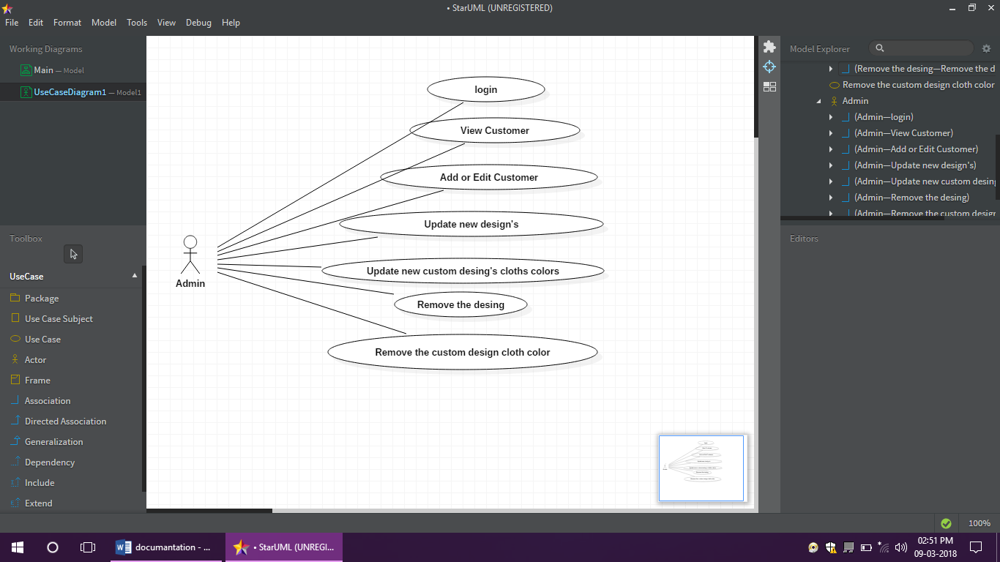 • StarUML (UNREGISTERED)
File Edit Format Model Tools View Debug Help
Working Diagrams
Main — Model
UseCaseDiagram1 — Model1
Toolbox
UseCase
Package
Use Case Subject
Use Case
Actor
Frame
Association
Directed Association
Generalization
Dependency
Include
Extend
login
View Customer
Add or Edit Customer
Update new design's
Update new custom desing's cloths colors
Remove the desing
Remove the custom design cloth color
Admin
Model Explorer
(Remove the desing—Remove the d
Remove the custom design cloth color
Admin
(Admin—login)
(Admin—View Customer)
(Admin—Add or Edit Customer)
(Admin—Update new design's)
(Admin—Update new custom desing
(Admin—Remove the desing)
(Admin—Remove the custom design
Editors
100%
documantation - ...
• StarUML (UNREGI...
02:51 PM
09-03-2018